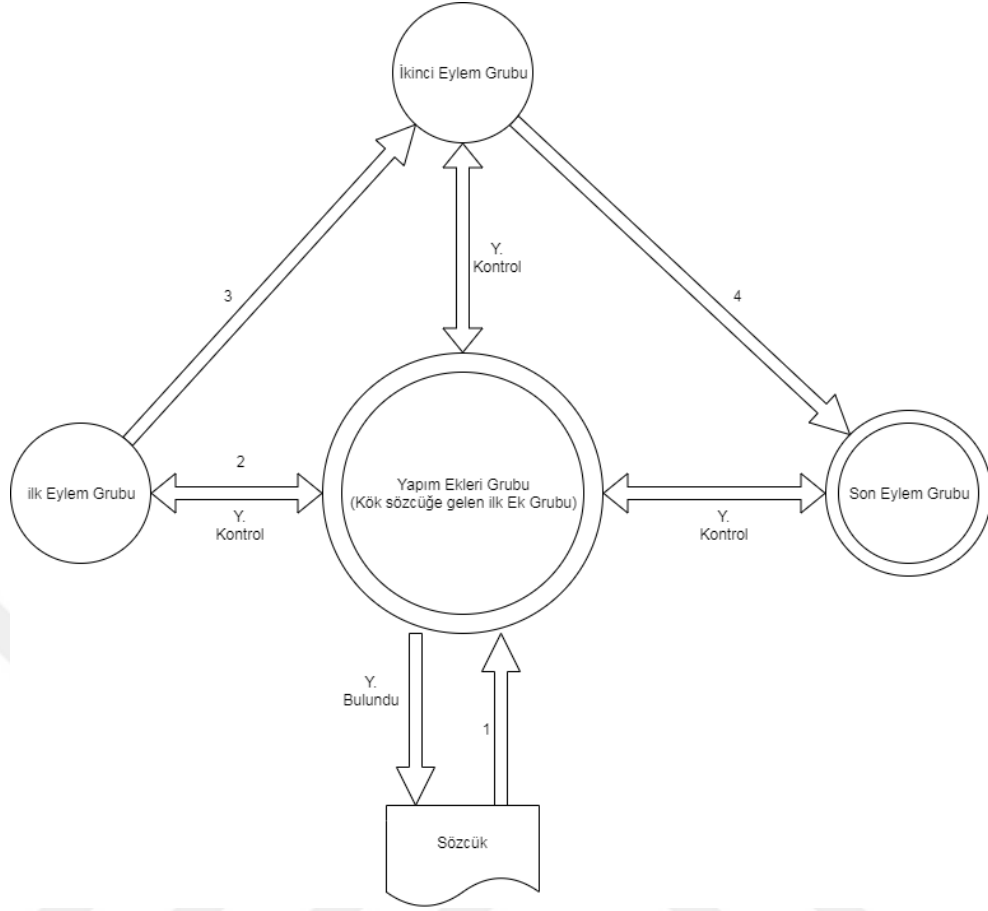 İkinci Eylem Grubu
Y.
Kontrol
3
4
2
ilk Eylem Grubu
Y.
Kontrol
Yapım Ekleri Grubu
(Kök sözcüğe gelen ilk Ek Grubu)
Y.
Kontrol
Son Eylem Grubu
Y.
Bulundu
1
Sözcük